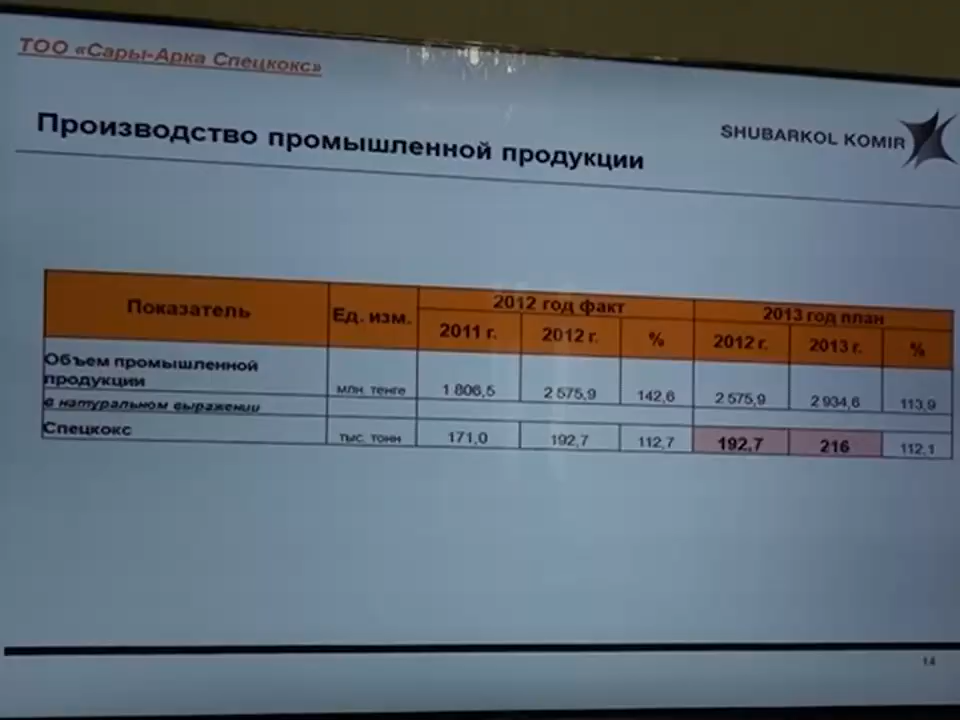 ТОО «Сары-Арка Спецкокс»
Производство промышленной продукции
SHUBARKOL KOMIR
Показатель Ед. изм. 2012 год факт 2013 год план
2011 г. 2012 г. % 2012 г. 2013 г. %
Объем промышленной
продукции млн. тенге 1 806,5 2 575,9 142,6 2 575,9 2 934,6 113,9
в натуральном выражении
Спецкокс тыс. тонн 171,0 192,7 112,7 192,7 216 112,1
14